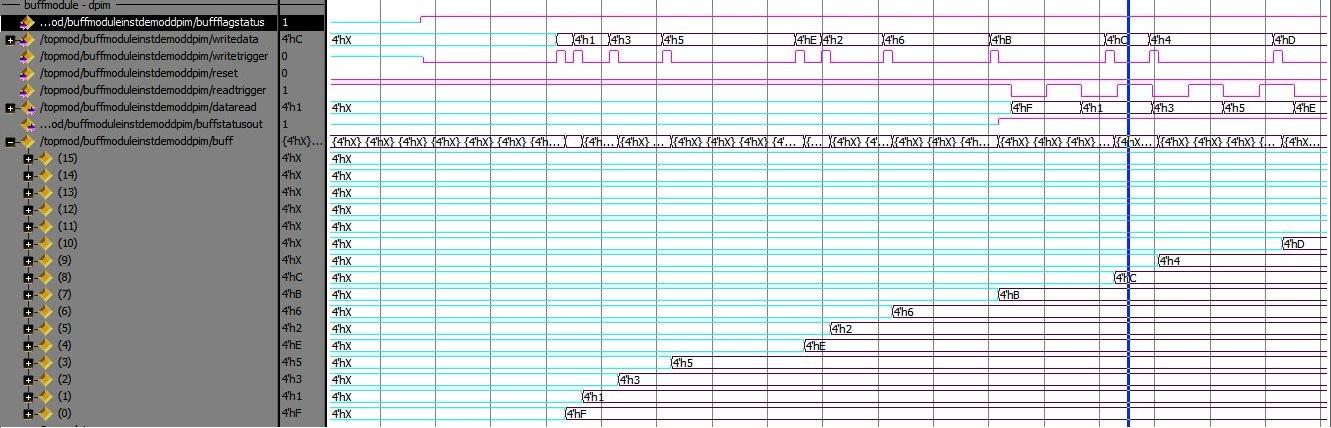 buffmodule - dpim
...od/buffmoduleinstdemoddpim/buffflagstatus 1
/topmod/buffmoduleinstdemoddpim/writedata 4'hC 4'hX 4'h1 4'h3 4'h5 4'hE 4'h2 4'h6 4'hB 4'hC 4'h4 4'hD
/topmod/buffmoduleinstdemoddpim/writetrigger 0
/topmod/buffmoduleinstdemoddpim/reset 0
/topmod/buffmoduleinstdemoddpim/readtrigger 1
/topmod/buffmoduleinstdemoddpim/dataread 4'h1 4'hX 4'hF 4'h1 4'h3 4'h5 4'hE
...od/buffmoduleinstdemoddpim/buffstatusout 1
/topmod/buffmoduleinstdemoddpim/buff {4'hX}... {4'hX} {4'hX} {4'hX} {4'hX} {4'hX} {4'hX} {4'h... {4'h... {4'hX} ... {4'hX} {4'hX} {4'hX} {4'h... {... {4'hX} ... {4'hX} {4'hX} {4'h... {4'hX} {4'hX} {4'hX} ... {4'hX... {4'hX} {4'hX} {4'hX} {... {4'hX...
(15) 4'hX 4'hX
(14) 4'hX 4'hX
(13) 4'hX 4'hX
(12) 4'hX 4'hX
(11) 4'hX 4'hX
(10) 4'hX 4'hX 4'hD
(9) 4'hX 4'hX 4'h4
(8) 4'hC 4'hX 4'hC
(7) 4'hB 4'hX 4'hB
(6) 4'h6 4'hX 4'h6
(5) 4'h2 4'hX 4'h2
(4) 4'hE 4'hX 4'hE
(3) 4'h5 4'hX 4'h5
(2) 4'h3 4'hX 4'h3
(1) 4'h1 4'hX 4'h1
(0) 4'hF 4'hX 4'hF